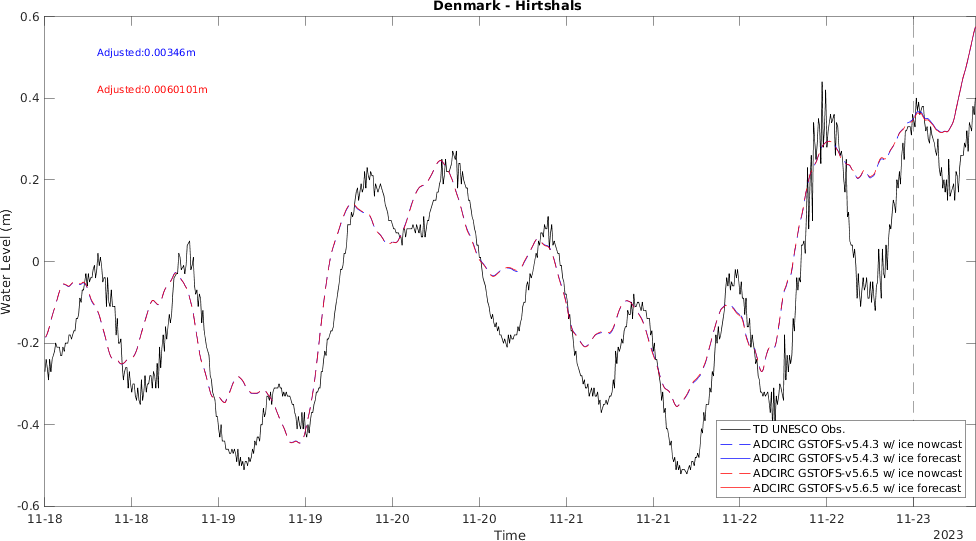 Denmark - Hirtshals
Adjusted:0.00346m
Adjusted:0.0060101m
Water Level (m)
0.6
0.4
0.2
0
-0.2
-0.4
-0.6
TD UNESCO Obs.
ADCIRC GSTOFS-v5.4.3 w/ ice nowcast
ADCIRC GSTOFS-v5.4.3 w/ ice forecast
ADCIRC GSTOFS-v5.6.5 w/ ice nowcast
ADCIRC GSTOFS-v5.6.5 w/ ice forecast
11-18 11-18 11-19 11-19 11-20 11-20 11-21 11-21 11-22 11-22 11-23
Time
2023